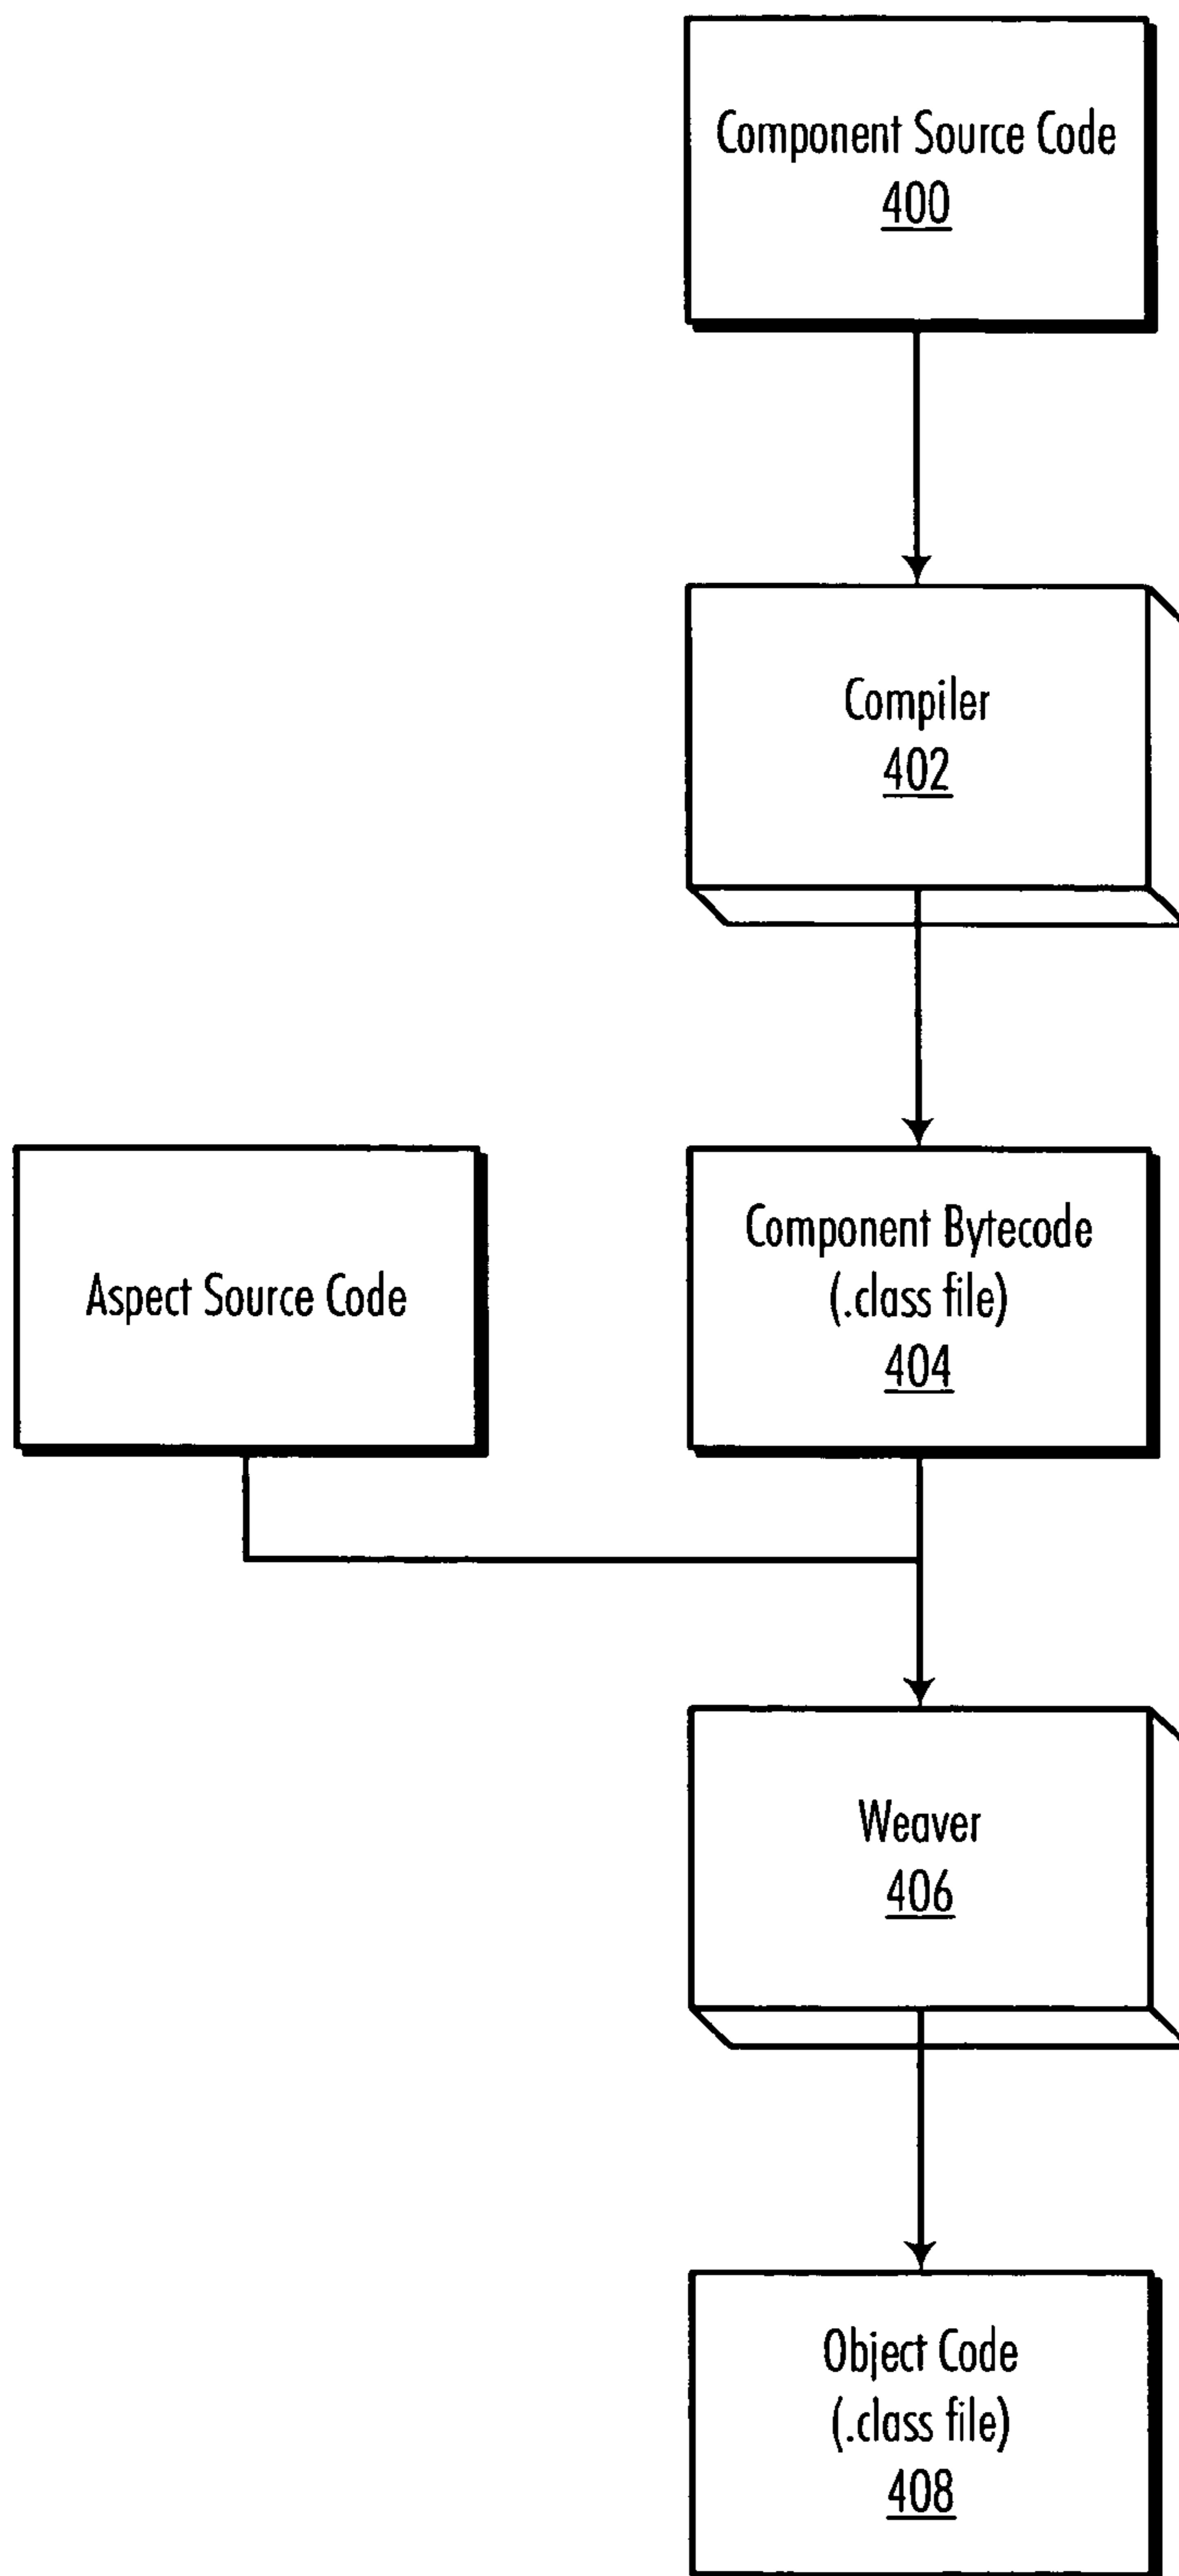 Component Source Code
400
Compiler
402
Aspect Source Code
Component Bytecode
(.class file)
404
Weaver
406
Object Code
(.class file)
408